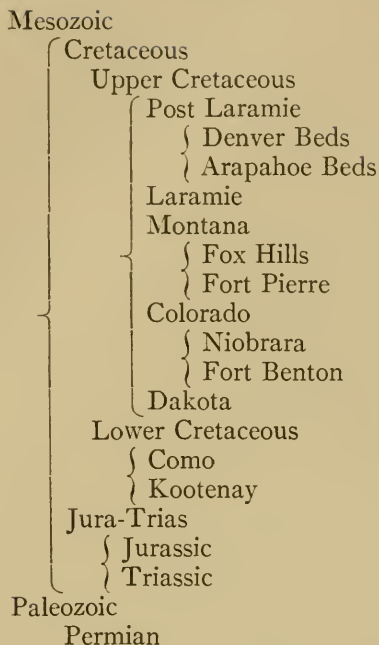 Mesozoic
Cretaceous
Upper Cretaceous
Post Laramie
Denver Beds
Arapahoe Beds
Laramie
Montana
Fox Hills
Fort Pierre
Colorado
Niobrara
Fort Benton
Dakota
Lower Cretaceous
Como
Kootenay
Jura-Trias
Jurassic
Triassic
Paleozoic
Permian